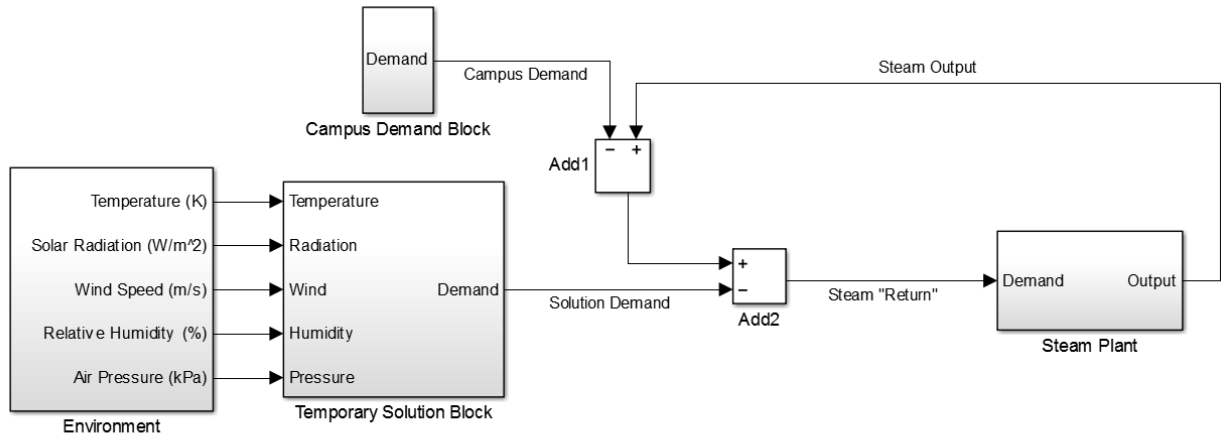 Demand
Campus Demand
Campus Demand Block
Steam Output
− +
Add1
Temperature (K)
Solar Radiation (W/m^2)
Wind Speed (m/s)
Relative Humidity (%)
Air Pressure (kPa)
Environment
Temperature
Radiation
Wind
Humidity
Pressure
Demand
Temporary Solution Block
Solution Demand
+
−
Add2
Steam "Return"
Demand
Output
Steam Plant